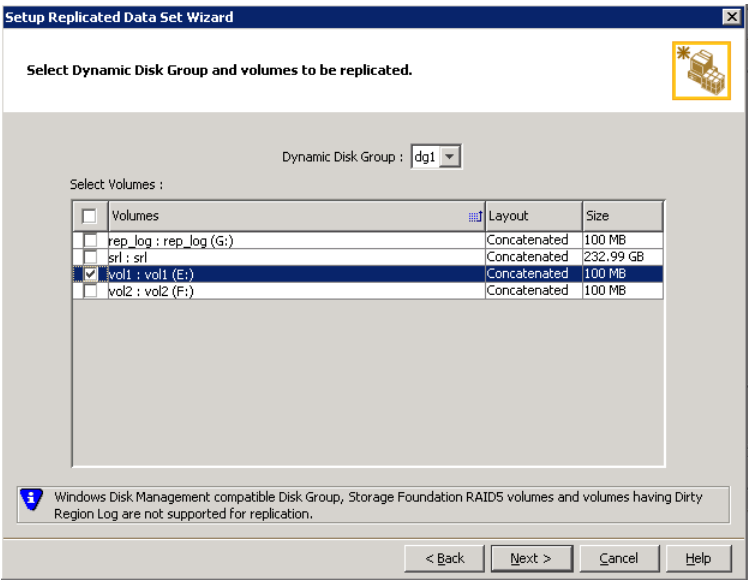 Setup Replicated Data Set Wizard
Select Dynamic Disk Group and volumes to be replicated.
Dynamic Disk Group : dg1
Select Volumes :
Volumes Layout Size
rep_log : rep_log (G:) Concatenated 100 MB
srl : srl Concatenated 232.99 GB
vol1 : vol1 (E:) Concatenated 100 MB
vol2 : vol2 (F:) Concatenated 100 MB
Windows Disk Management compatible Disk Group, Storage Foundation RAID5 volumes and volumes having Dirty
Region Log are not supported for replication.
< Back Next > Cancel Help